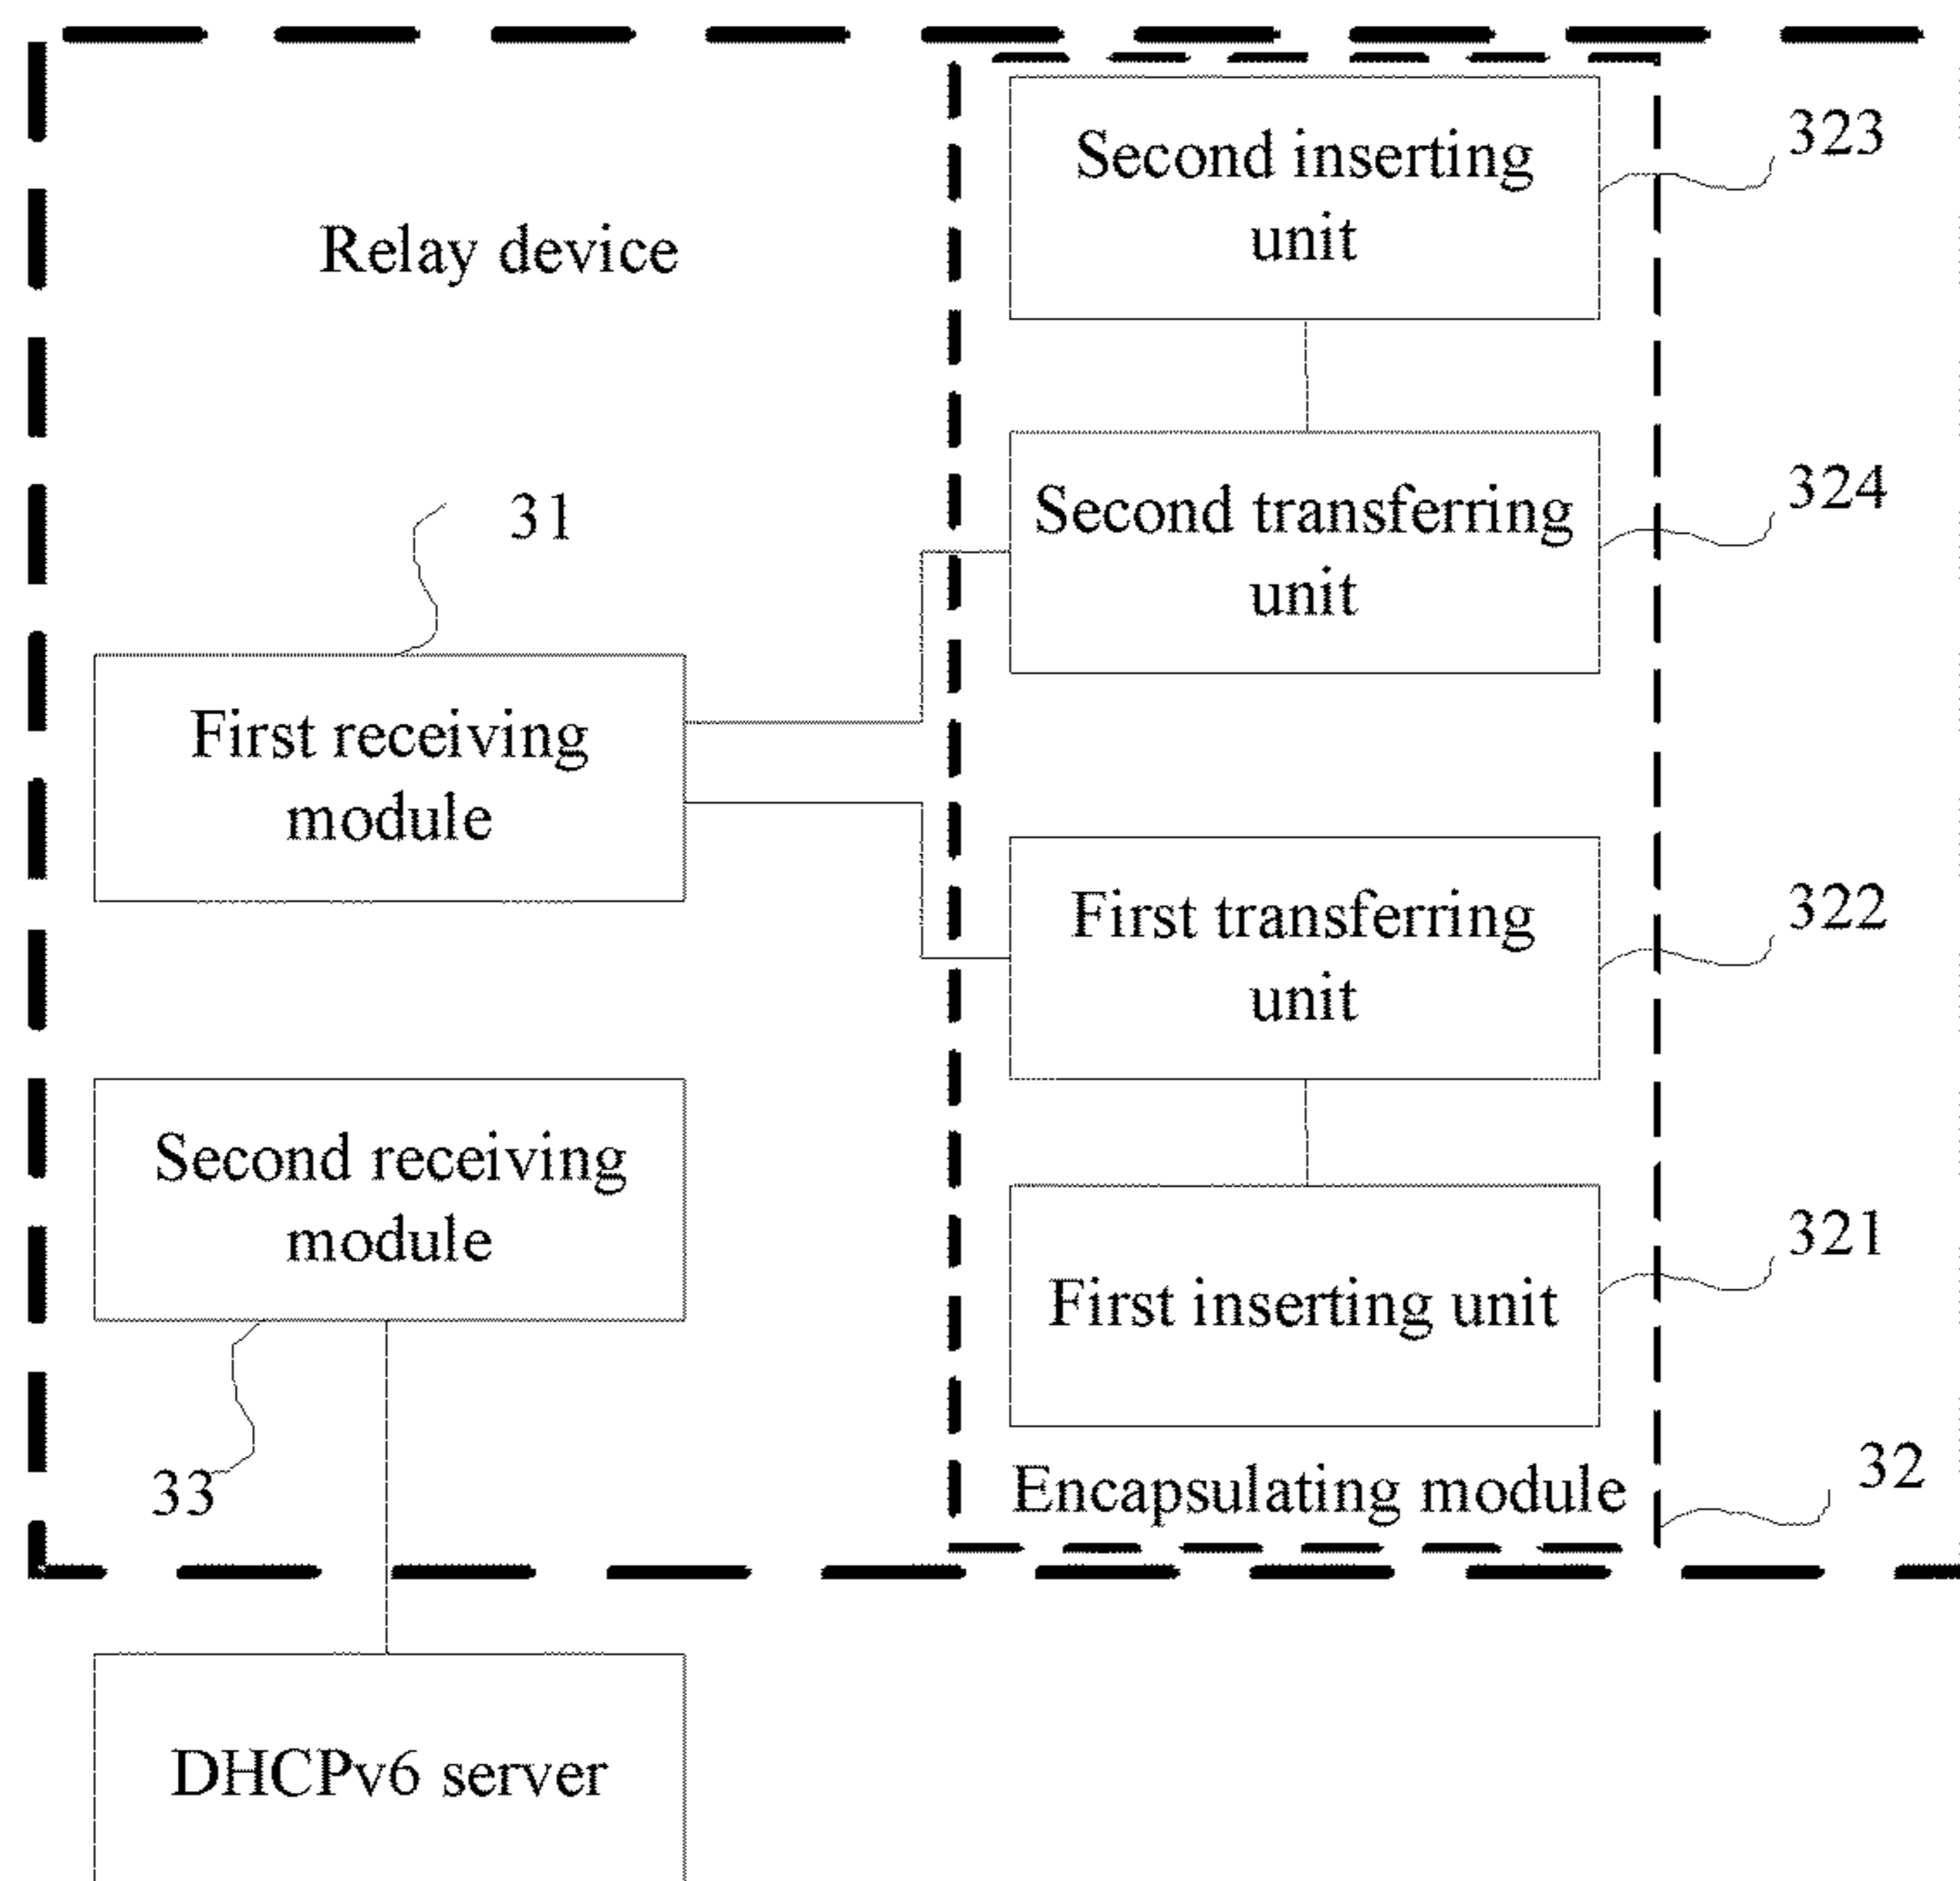 Second inserting
unit
323
Relay device
Second transferring
unit
324
31
First receiving
module
First transferring
unit
322
Second receiving
module
First inserting unit
321
33
Encapsulating module
32
DHCPv6 server